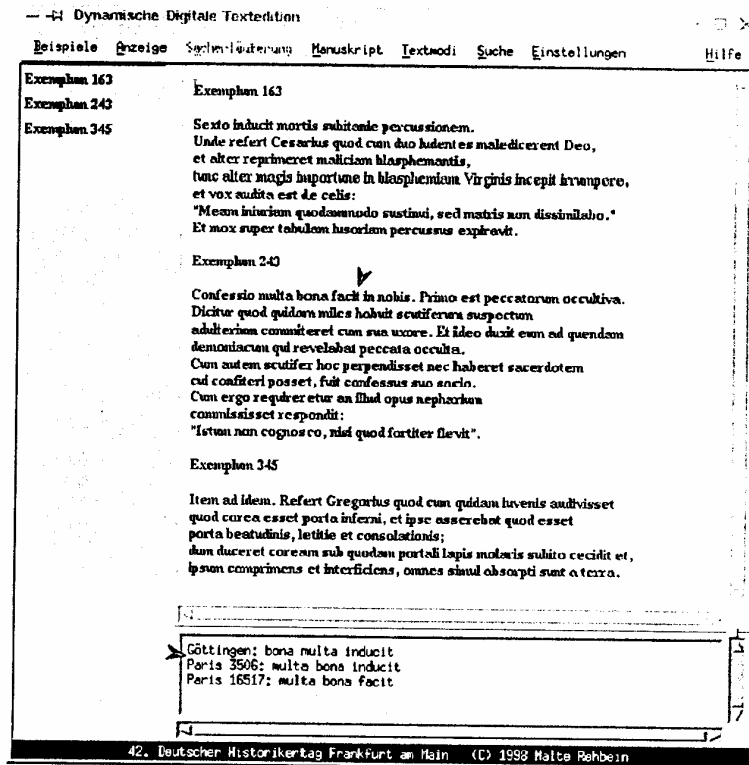 Dynamische Digitale Textedition
Beispiele Anzeige Sacherläuterung Manuskript Textmodi Suche Einstellungen Hilfe
Exemplum 163
Exemplum 243
Exemplum 345
Exemplum 163
Sexto inducit mortis subitanie percussionem.
Unde refert Cesarius quod cum duo ludentes maledicerent Deo,
et alter reprimeret maliciam blasphemantis,
tunc alter magis importune in blasphemiam Virginis incepit irrumpere,
et vox audita est de celis:
"Meam iniuriam quodammodo sustinui, sed matris non dissimilabo."
Et mox super tabulam lusoriam percussus expiravit.
Exemplum 243
Confessio multa bona facit in nobis. Primo est peccatorum occultiva.
Dicitur quod quidam miles habuit scutiferum suspectum
adulterium commiteret cum sua uxore. Et ideo duxit eum ad quendam
demoniacum qui revelabat peccata occulta.
Cum autem scutifer hoc perpendisset nec haberet sacerdotem
cui confiteri posset, fuit confessus suo socio.
Cum ergo requireretur an illud opus nepharium
commississet respondit:
"Istum non cognosco, nisi quod fortiter flevit".
Exemplum 345
Item ad idem. Refert Gregorius quod cum quidam iuvenis audivisset
quod corea esset porta inferni, et ipse asserebat quod esset
porta beatudinis, letitie et consolationis;
dum duceret coream sub quodam portali lapis molaris subito cecidit et,
ipsum comprimens et interficiens, omnes simul absorpti sunt a terra.
Göttingen: bona multa inducit
Paris 3506: multa bona inducit
Paris 16517: multa bona facit
42. Deutscher Historikertag Frankfurt am Main (C) 1998 Malte Rehbein